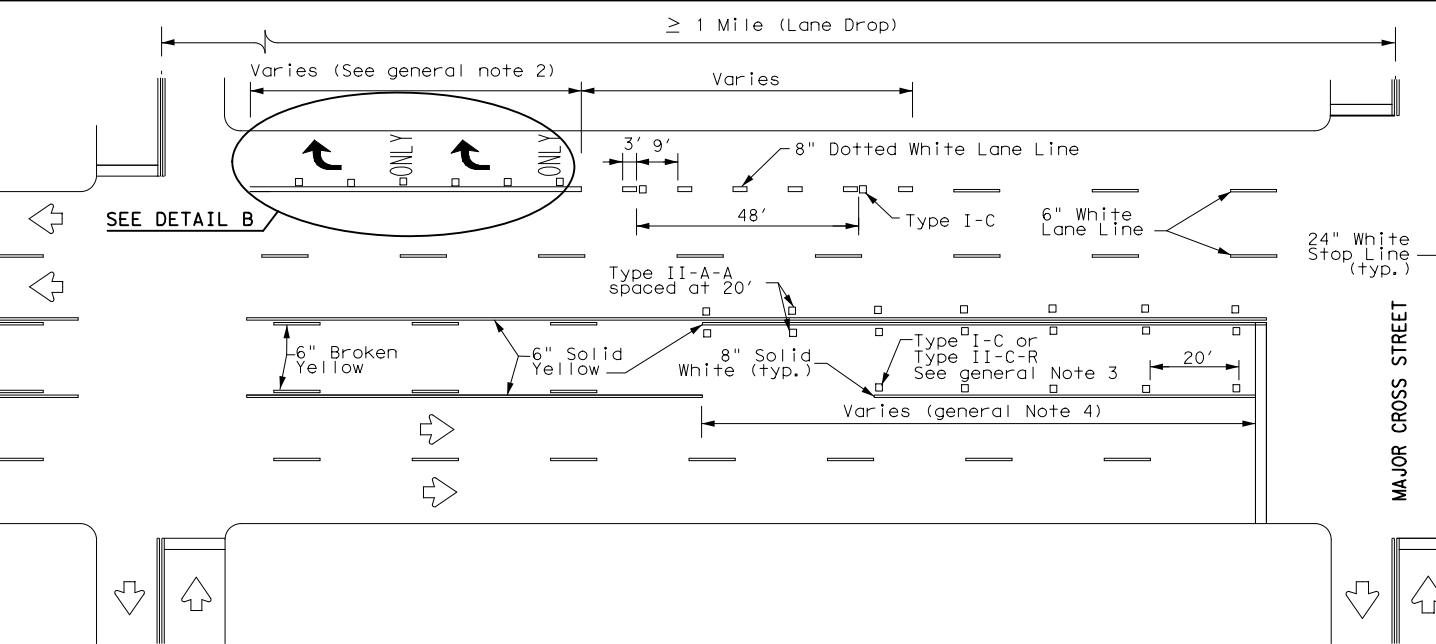 ≥ 1 Mile (Lane Drop)
Varies (See general note 2)
Varies
3' 9'
8" Dotted White Lane Line
ONLY
ONLY
SEE DETAIL B
48'
Type I-C
6" White
Lane Line
24" White
Stop Line
(typ.)
Type II-A-A
spaced at 20'
6" Broken
Yellow
6" Solid
Yellow
8" Solid
White (typ.)
Type I-C or
Type II-C-R
See general Note 3
20'
Varies (general Note 4)
MAJOR CROSS STREET